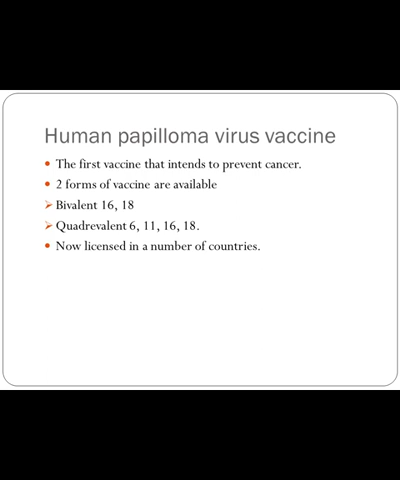 Human papilloma virus vaccine
The first vaccine that intends to prevent cancer.
2 forms of vaccine are available
Bivalent 16, 18
Quadrevalent 6, 11, 16, 18.
Now licensed in a number of countries.